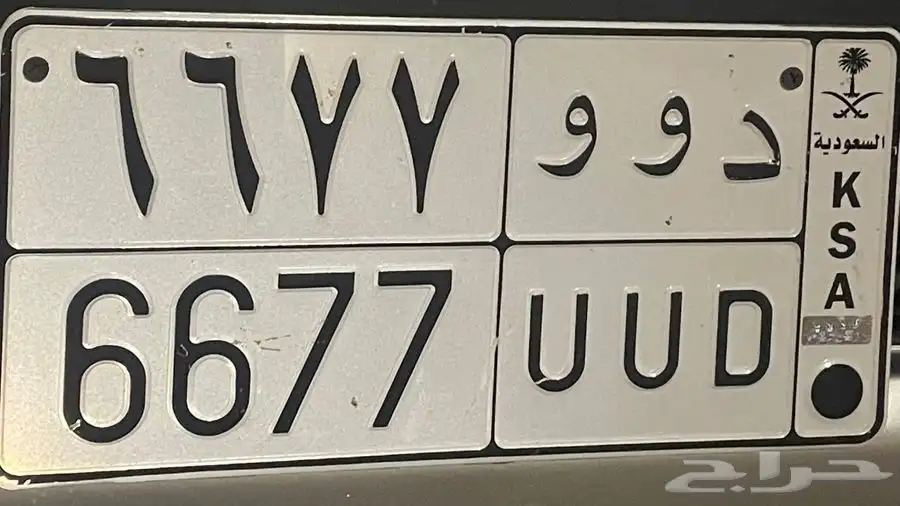 ٦٦٧٧ د و و
6677 UUD
السعودية
K
S
A
حراج